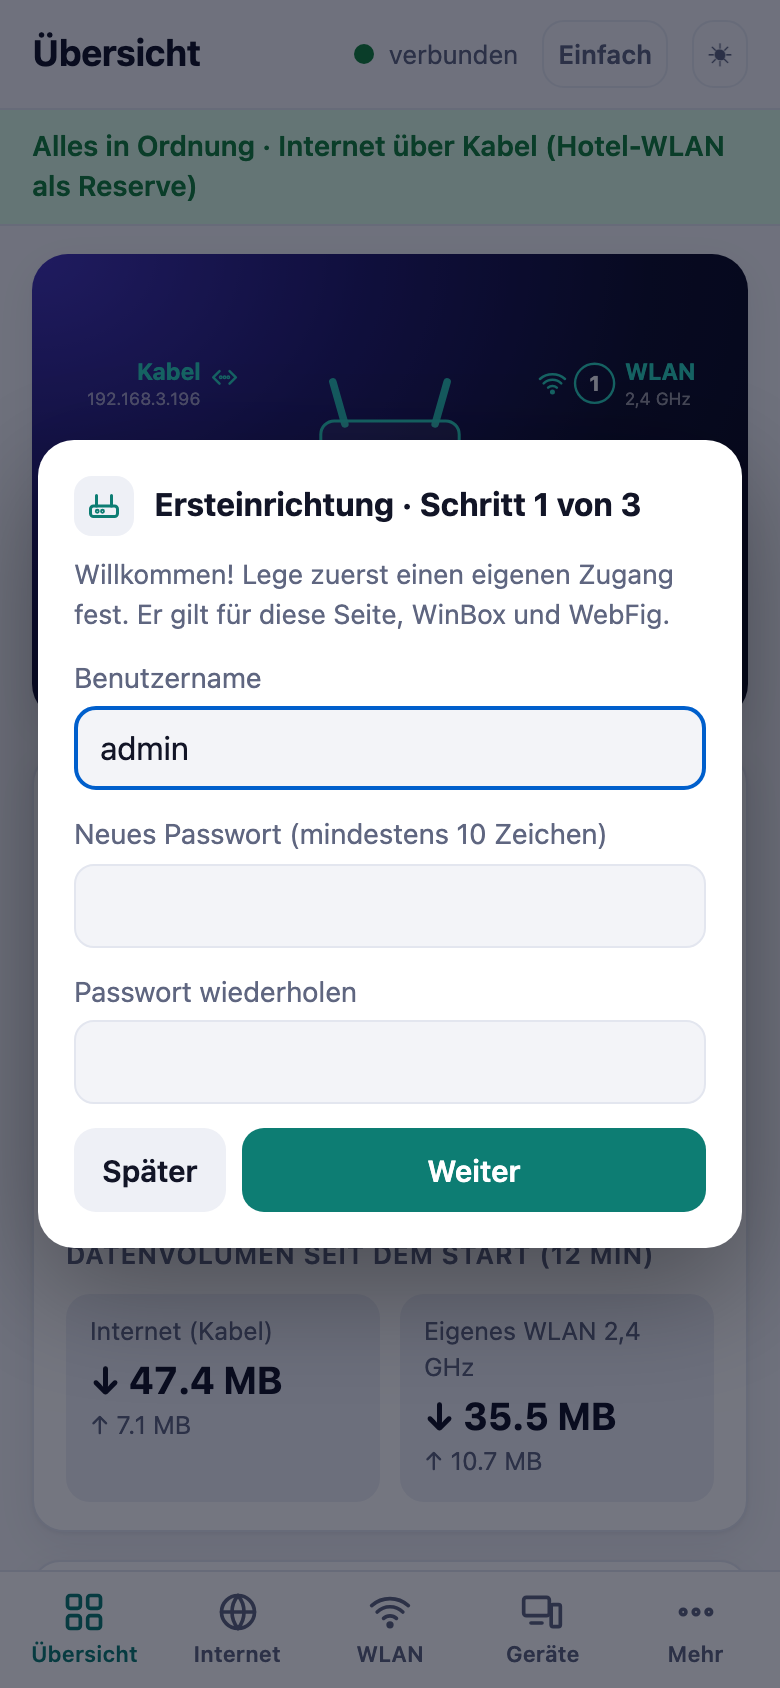 Übersicht
verbunden
Einfach
Alles in Ordnung · Internet über Kabel (Hotel-WLAN
als Reserve)
Kabel
192.168.3.196
1
WLAN
2,4 GHz
Ersteinrichtung · Schritt 1 von 3
Willkommen! Lege zuerst einen eigenen Zugang
fest. Er gilt für diese Seite, WinBox und WebFig.
Benutzername
admin
Neues Passwort (mindestens 10 Zeichen)
Passwort wiederholen
Später
Weiter
DATENVOLUMEN SEIT DEM START (12 MIN)
Internet (Kabel)
↓ 47.4 MB
↑ 7.1 MB
Eigenes WLAN 2,4
GHz
↓ 35.5 MB
↑ 10.7 MB
Übersicht
Internet
WLAN
Geräte
Mehr